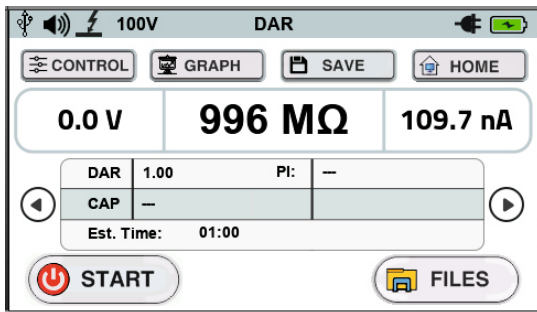 100V DAR
CONTROL GRAPH SAVE HOME
0.0 V 996 MΩ 109.7 nA
DAR 1.00 PI: ---
CAP ---
Est. Time: 01:00
START FILES